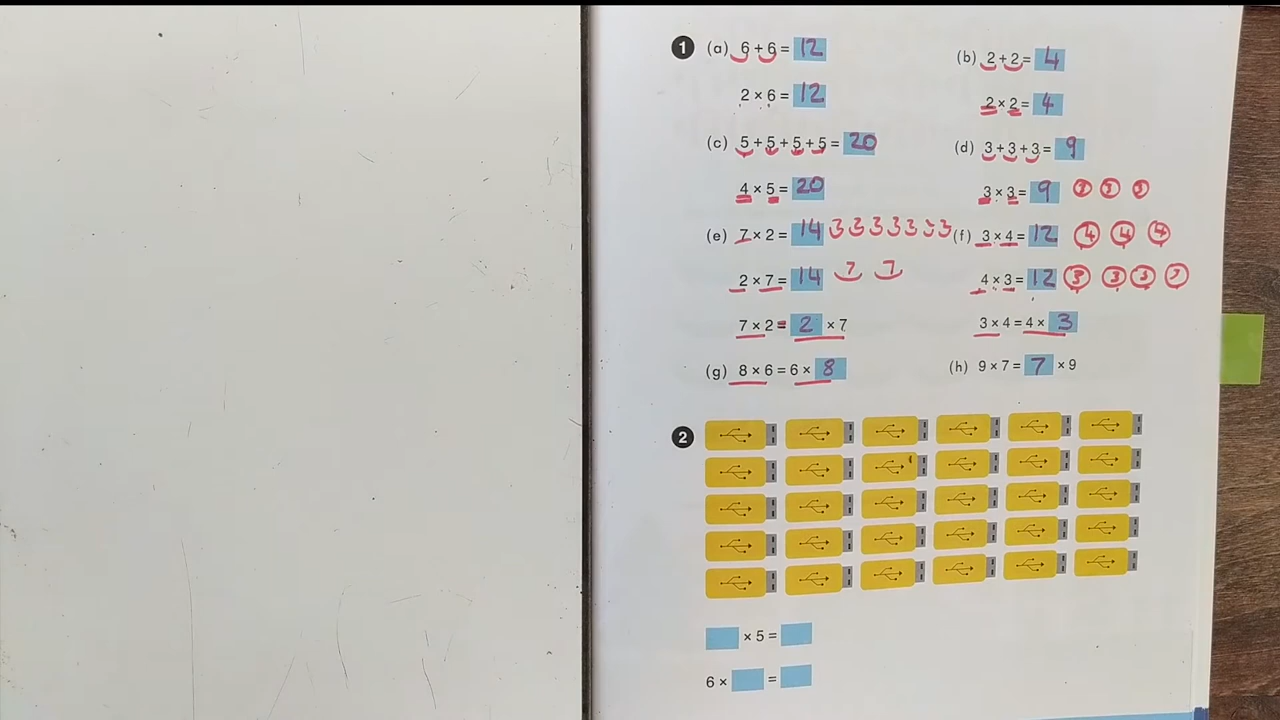 1 (a) 6 + 6 = 12
2 × 6 = 12
(b) 2 + 2 = 4
2 × 2 = 4
(c) 5 + 5 + 5 + 5 = 20
4 × 5 = 20
(d) 3 + 3 + 3 = 9
3 × 3 = 9 3 3 3
(e) 7 × 2 = 14
2 × 7 = 14 7 7
7 × 2 = 2 × 7
(f) 3 × 4 = 12 4 4 4
4 × 3 = 12 3 3 3 3
3 × 4 = 4 × 3
(g) 8 × 6 = 6 × 8
(h) 9 × 7 = 7 × 9
2
× 5 =
6 × =